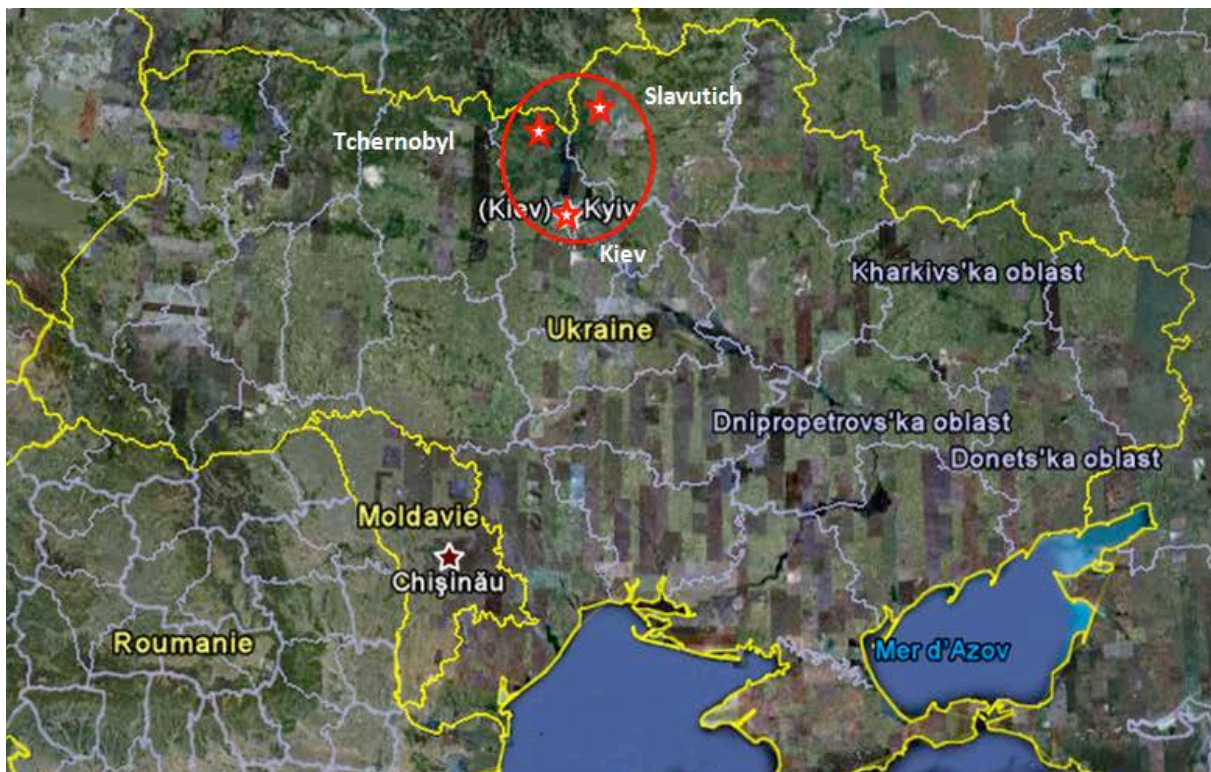 Slavutich
Tchernobyl
(Kiev) Kyiv
Kiev
Kharkivs'ka oblast
Ukraine
Dnipropetrovs'ka oblast
Donets'ka oblast
Moldavie
Chişinău
Roumanie
Mer d'Azov